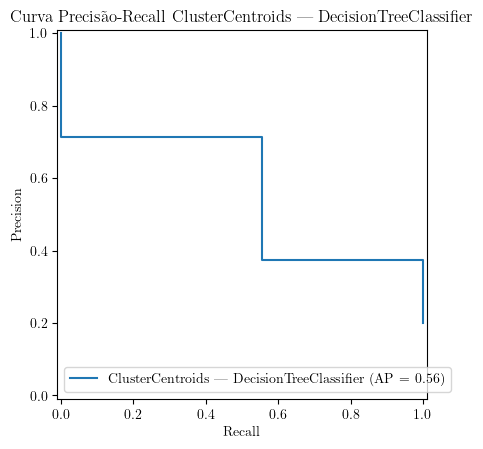 Curva Precisão-Recall ClusterCentroids — DecisionTreeClassifier
1.0
0.8
0.6
0.4
0.2
0.0
Precision
ClusterCentroids — DecisionTreeClassifier (AP = 0.56)
0.0 0.2 0.4 0.6 0.8 1.0
Recall